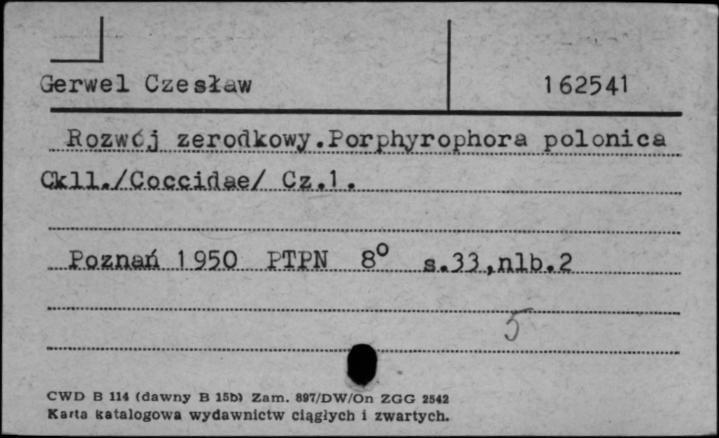 Gerwel Czesław 162541
Rozwój zerodkowy.Porphyrophora polonica
Ckll./Coccidae/ Cz.1.
Poznań 1950 PTPN 8° s.33,nlb.2
5
CWD B 114 (dawny B 15b) Zam. 897/DW/On ZGG 2542
Karta katalogowa wydawnictw ciągłych i zwartych.